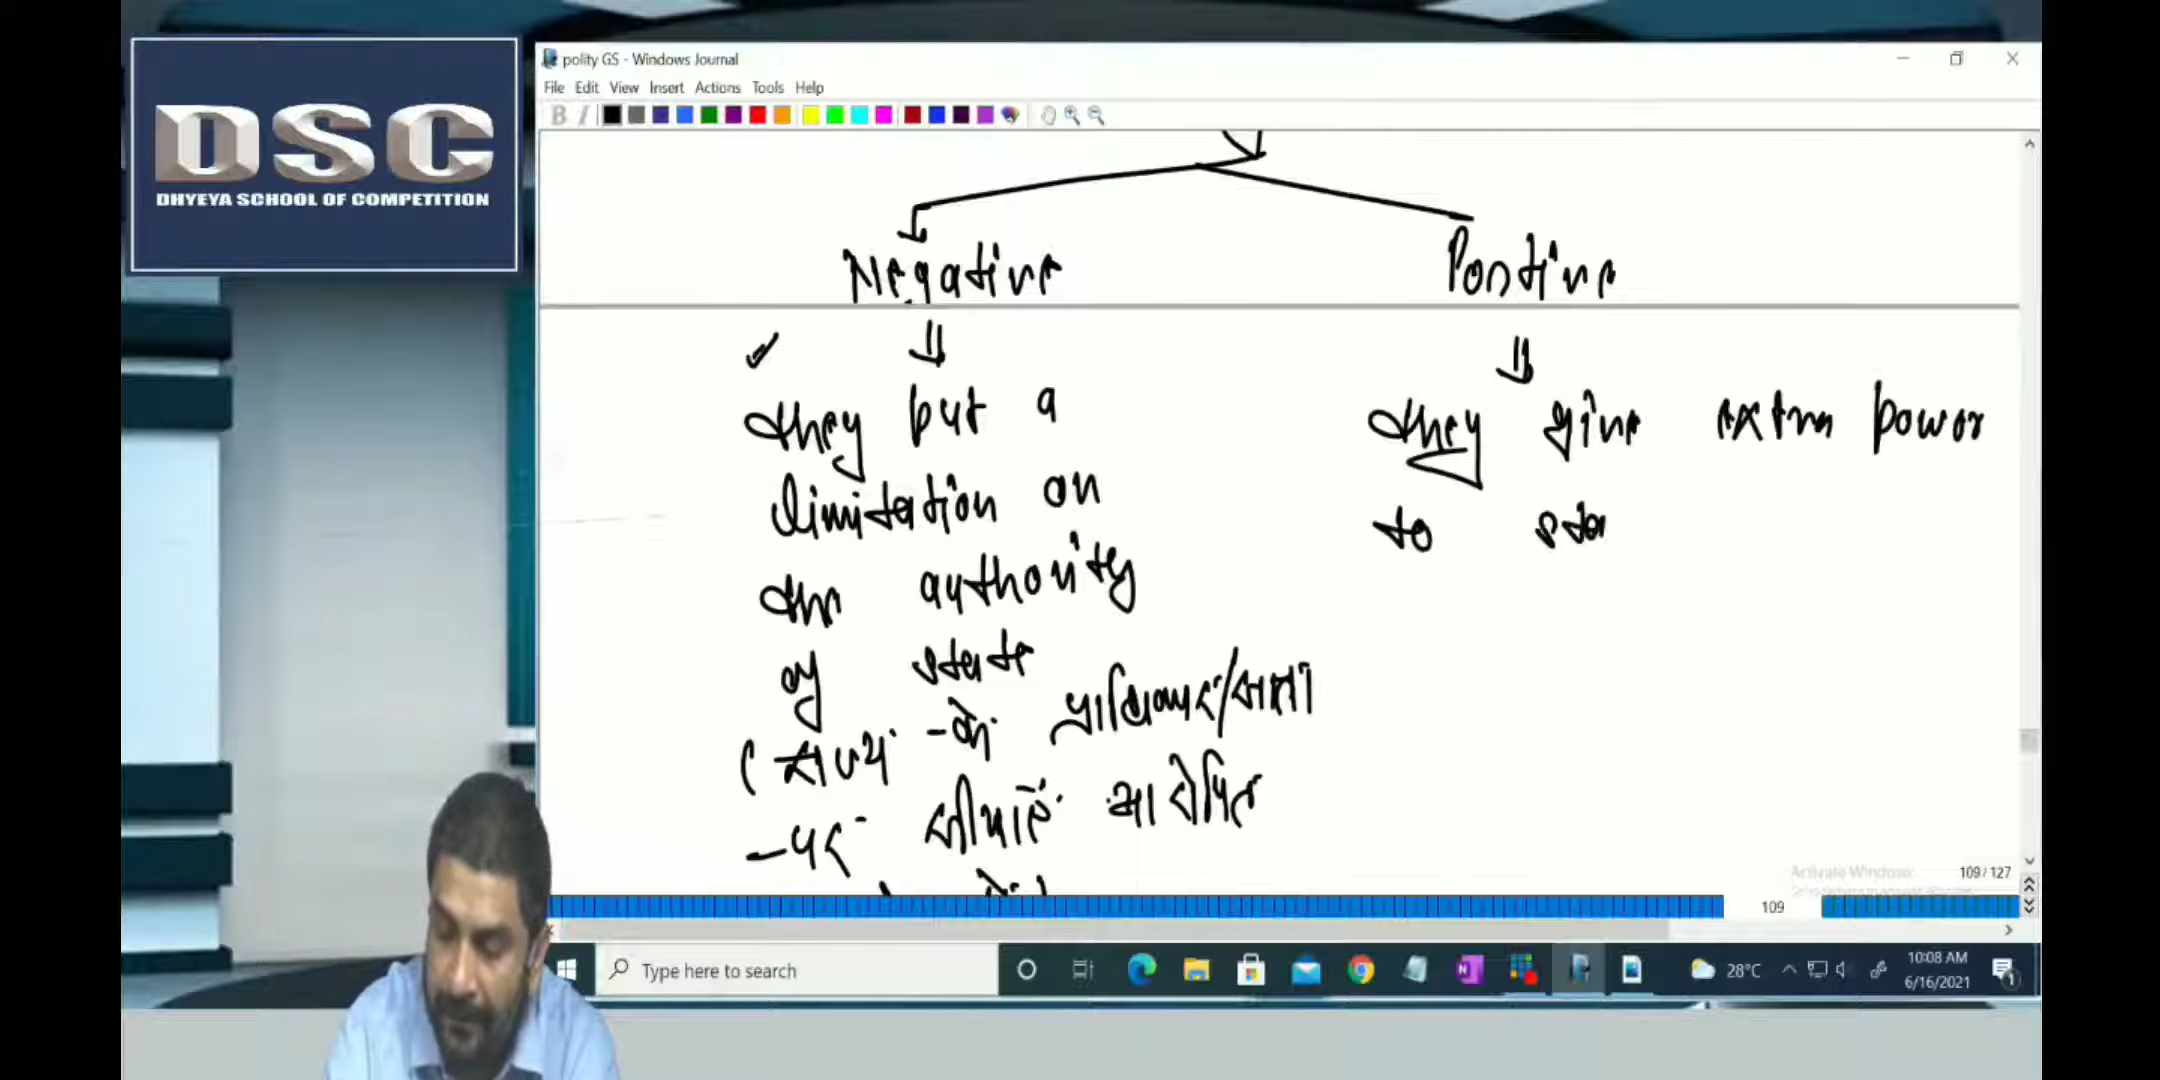 DSC
DHYEYA SCHOOL OF COMPETITION
polity GS - Windows Journal
File Edit View Insert Actions Tools Help
B I
Negative
Positive
they put a
limitation on
the authority
of state
(राज्य के प्राधिकार/सत्ता
पर सीमाएँ आरोपित
they give extra power
to sta
Activate Windows
109/127
109
Type here to search
28°C
10:08 AM
6/16/2021
1